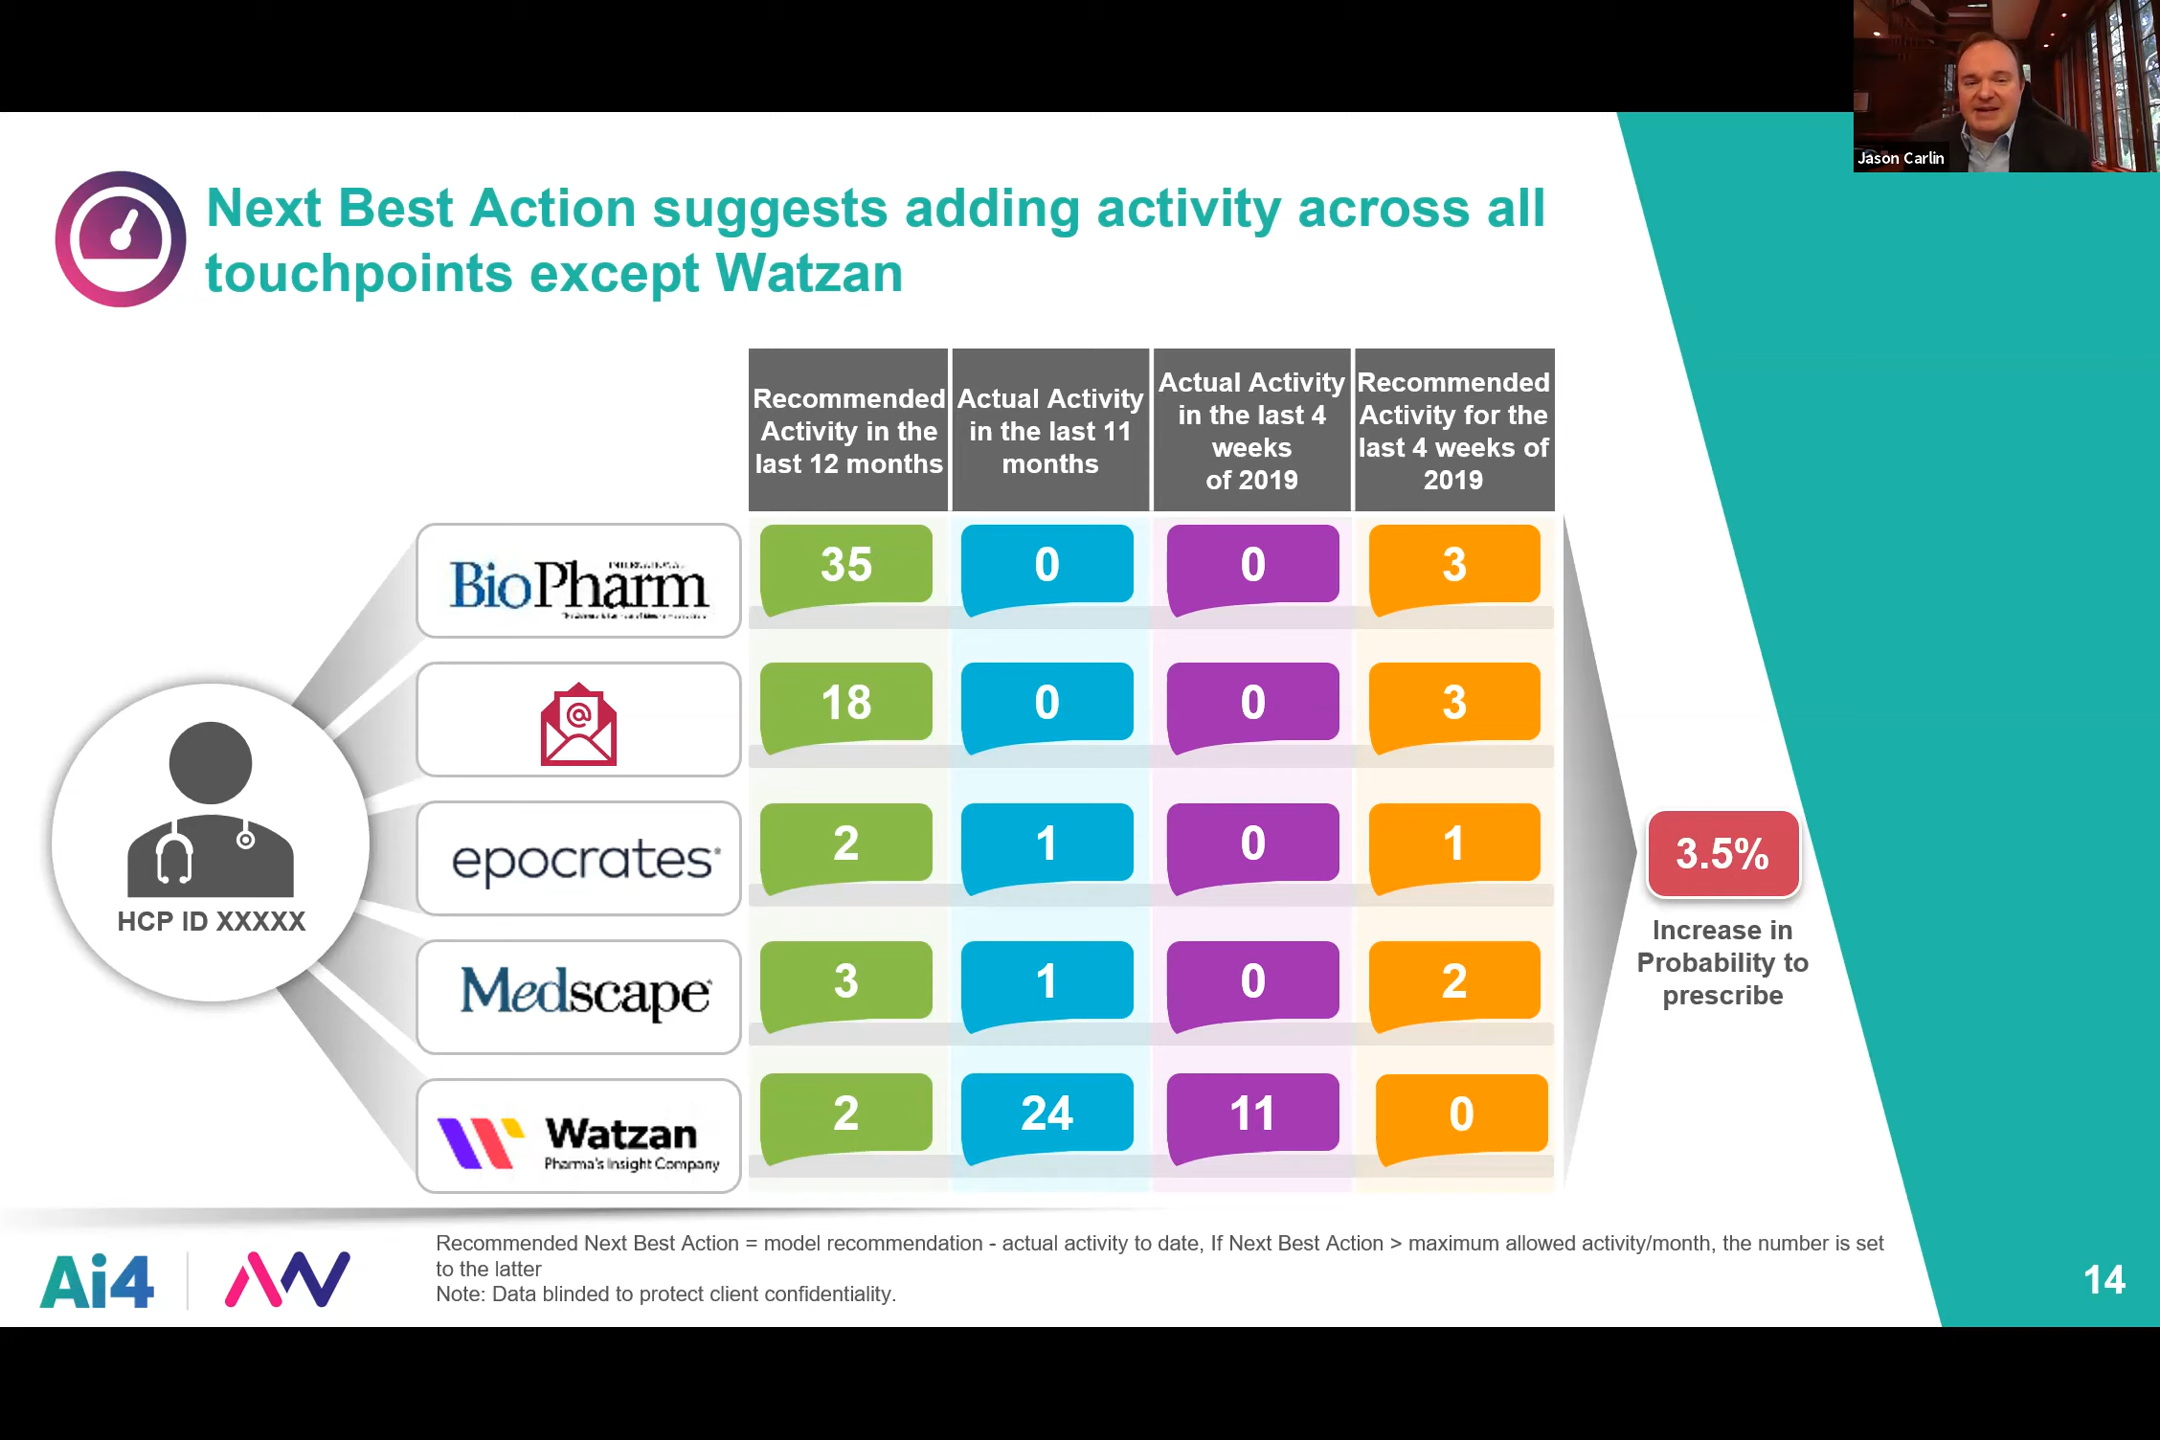 Jason Carlin
Next Best Action suggests adding activity across all
touchpoints except Watzan
Recommended
Activity in the
last 12 months
Actual Activity
in the last 11
months
Actual Activity
in the last 4
weeks
of 2019
Recommended
Activity for the
last 4 weeks of
2019
INTERNATIONAL
BioPharm
35
0
0
3
@
18
0
0
3
epocrates
2
1
0
1
Medscape
3
1
0
2
Watzan
Pharma's Insight Company
2
24
11
0
HCP ID XXXXX
3.5%
Increase in
Probability to
prescribe
Recommended Next Best Action = model recommendation - actual activity to date, If Next Best Action > maximum allowed activity/month, the number is set
to the latter
Note: Data blinded to protect client confidentiality.
Ai4
14